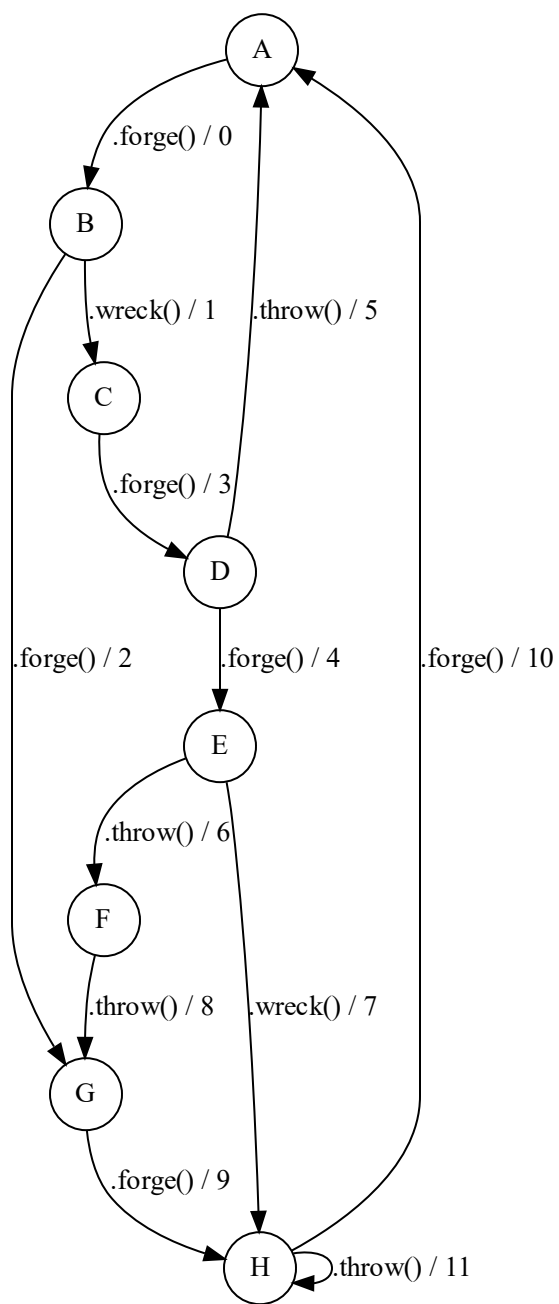 A
.forge() / 0
B
.wreck() / 1
.throw() / 5
C
.forge() / 3
D
.forge() / 2
.forge() / 4
.forge() / 10
E
.throw() / 6
F
.throw() / 8
.wreck() / 7
G
.forge() / 9
H
.throw() / 11